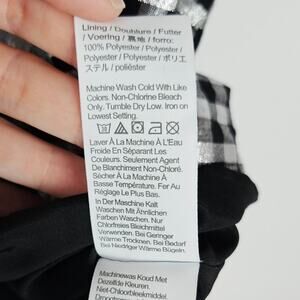 Lining / Doublure / Futter
/ Voering / 裏地 / forro:
100% Polyester / Polyester /
Polyester / Polyester / ポリエ
ステル / poliéster
Machine Wash Cold With Like
Colors. Non-Chlorine Bleach
Only. Tumble Dry Low. Iron on
Lowest Setting.
Laver À La Machine À L'EAU
Froide En Séparant Les
Couleurs. Seulement Agent
De Blanchiment Non-Chloré.
Sécher À La Machine À
Basse Température. Fer Au
Réglage Le Plus Bas.
In Der Maschine Kalt
Waschen Mit Ähnlichen
Farben Waschen. Nur
Chlorfreies Bleichmittel
Verwenden. Bei Geringer
Wärme Trocknen. Bei Bedarf
Bei Niedriger Wärme Bügeln.
Machinewas Koud Met
Dezelfde Kleuren.
Niet-Chloorbleekmiddel